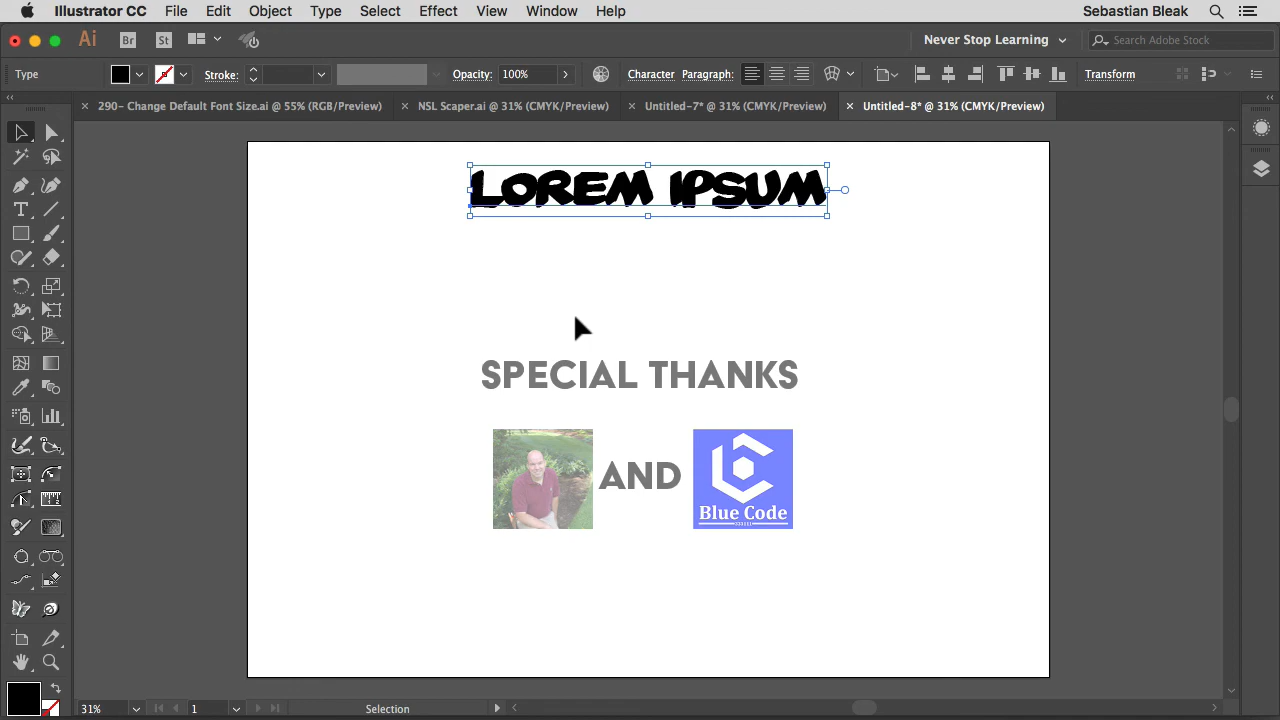 Illustrator CC File Edit Object Type Select Effect View Window Help Sebastian Bleak
Ai Br St Never Stop Learning Search Adobe Stock
Type Stroke: Opacity: 100% Character Paragraph: Transform
290- Change Default Font Size.ai @ 55% (RGB/Preview) NSL Scaper.ai @ 31% (CMYK/Preview) Untitled-7* @ 31% (CMYK/Preview) Untitled-8* @ 31% (CMYK/Preview)
LOREM IPSUM
SPECIAL THANKS
AND
Blue Code
31% 1 Selection